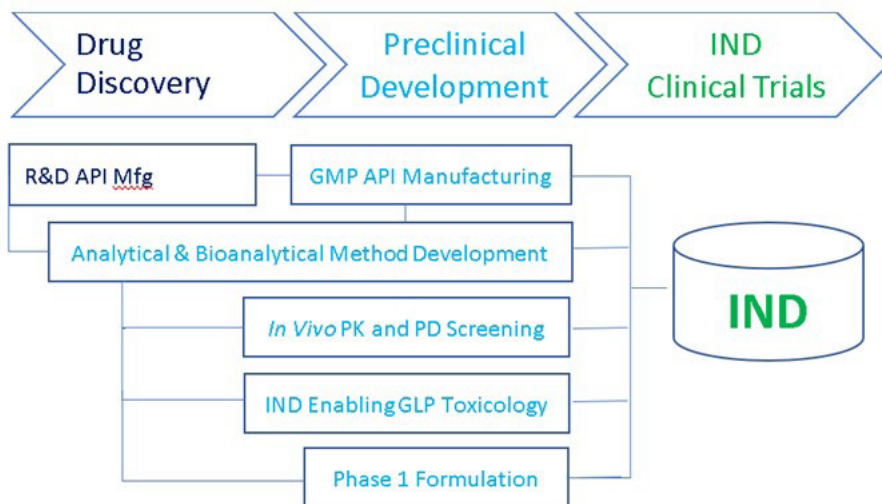 Drug
Discovery
Preclinical
Development
IND
Clinical Trials
R&D API Mfg
GMP API Manufacturing
Analytical & Bioanalytical Method Development
In Vivo PK and PD Screening
IND Enabling GLP Toxicology
Phase 1 Formulation
IND